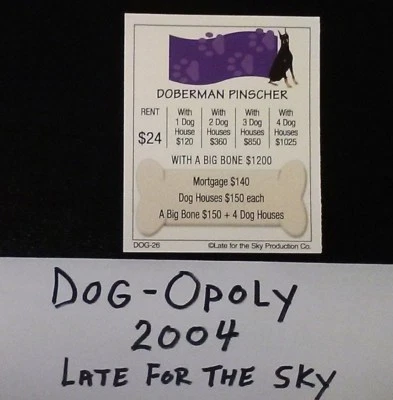 DOBERMAN PINSCHER
RENT With With With With
1 Dog 2 Dog 3 Dog 4 Dog
House Houses Houses Houses
$24 $120 $360 $850 $1025
WITH A BIG BONE $1200
Mortgage $140
Dog Houses $150 each
A Big Bone $150 + 4 Dog Houses
DOG-26 ©Late for the Sky Production Co.
DOG-OPOLY
2004
LATE FOR THE SKY